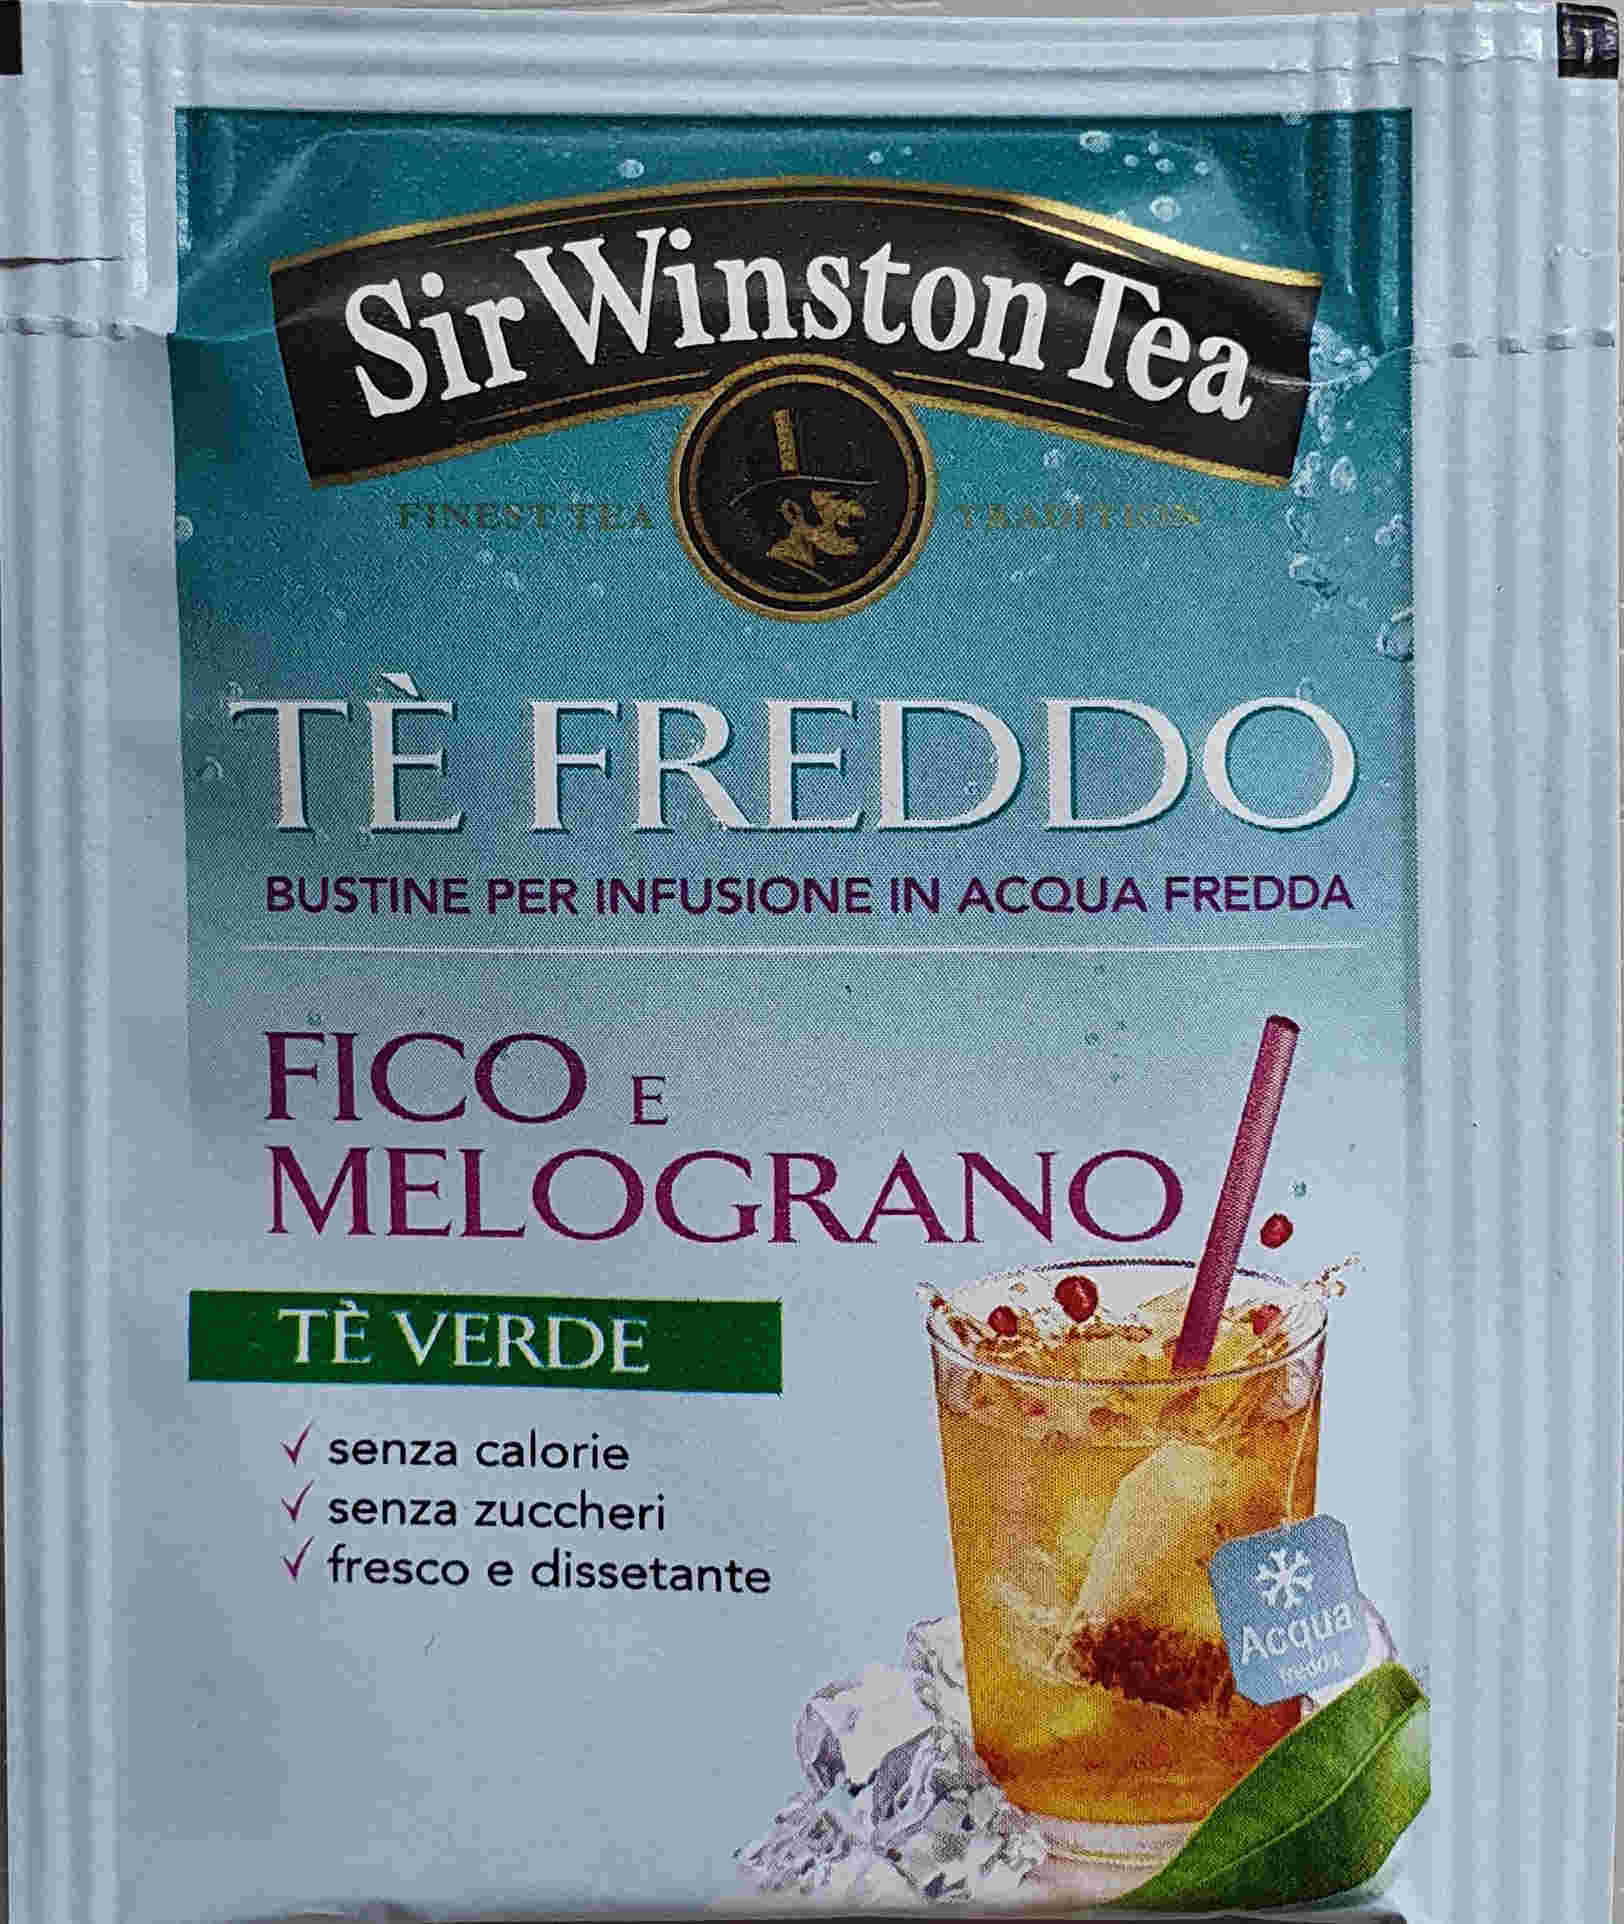 Sir Winston Tea
FINEST TEA TRADITION
TÈ FREDDO
BUSTINE PER INFUSIONE IN ACQUA FREDDA
FICO E
MELOGRANO
TÈ VERDE
✓ senza calorie
✓ senza zuccheri
✓ fresco e dissetante
Acqua
fredda